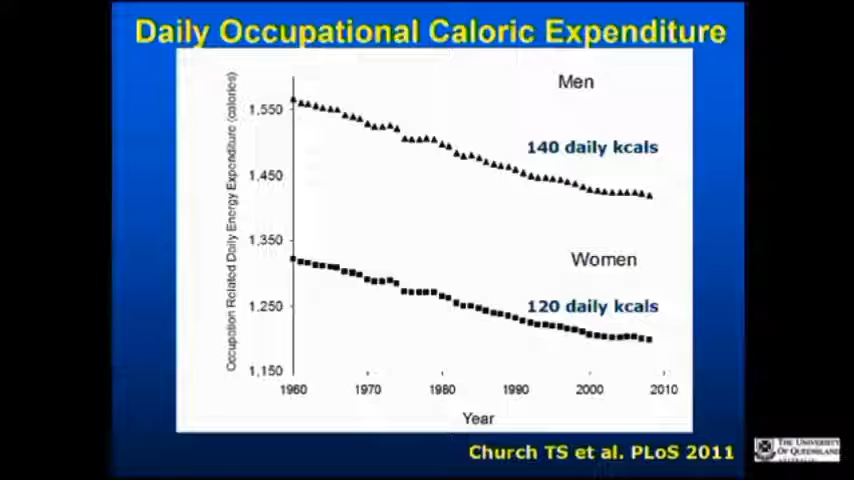 Daily Occupational Caloric Expenditure
Men
140 daily kcals
Women
120 daily kcals
Occupation Related Daily Energy Expenditure (calories)
1,550
1,450
1,350
1,250
1,150
1960 1970 1980 1990 2000 2010
Year
Church TS et al. PLoS 2011
THE UNIVERSITY
OF QUEENSLAND
AUSTRALIA